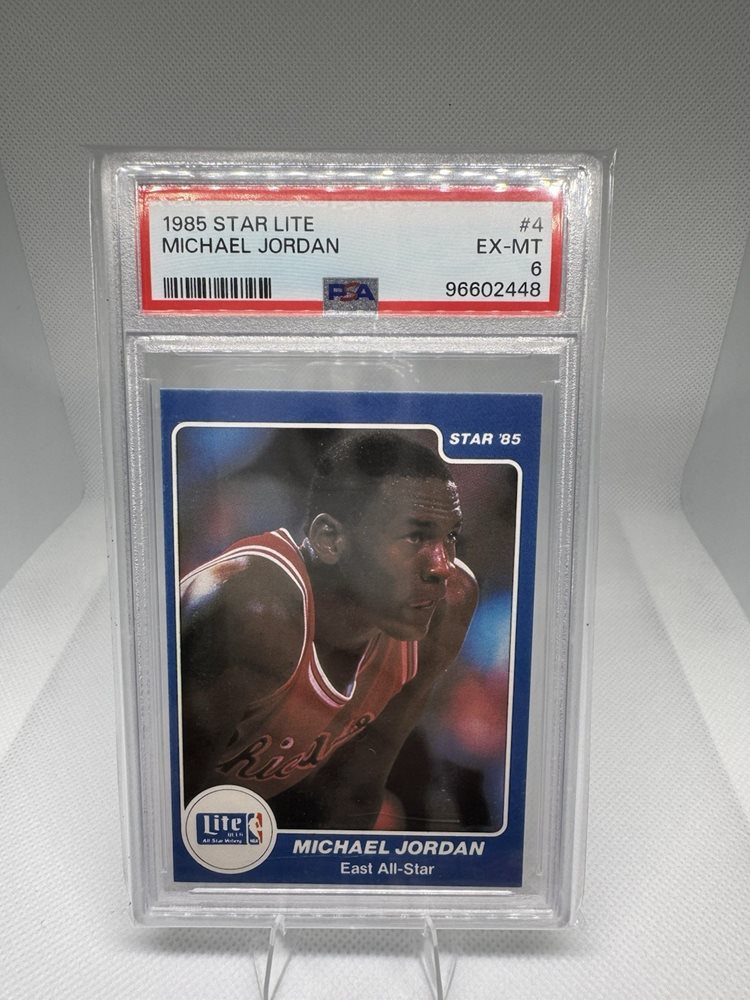 1985 STAR LITE #4
MICHAEL JORDAN EX-MT
6
PSA 96602448
STAR '85
Lite
NBA
MICHAEL JORDAN
East All-Star